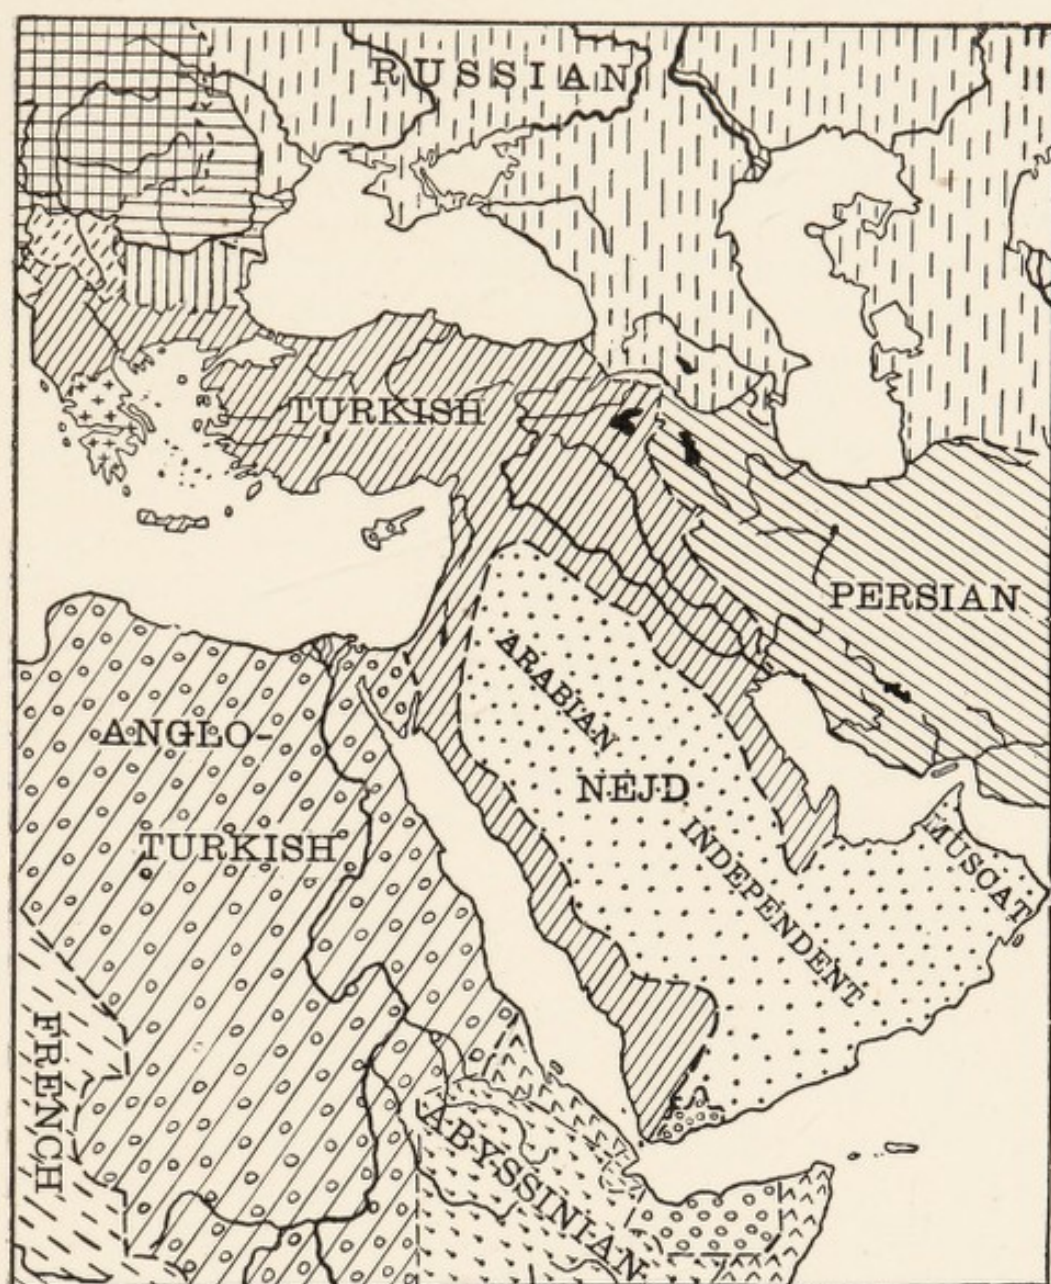 RUSSIAN
TURKISH
PERSIAN
ARABIAN
NEJD
INDEPENDENT
MUSCAT
ANGLO-
TURKISH
FRENCH
ABYSSINIAN